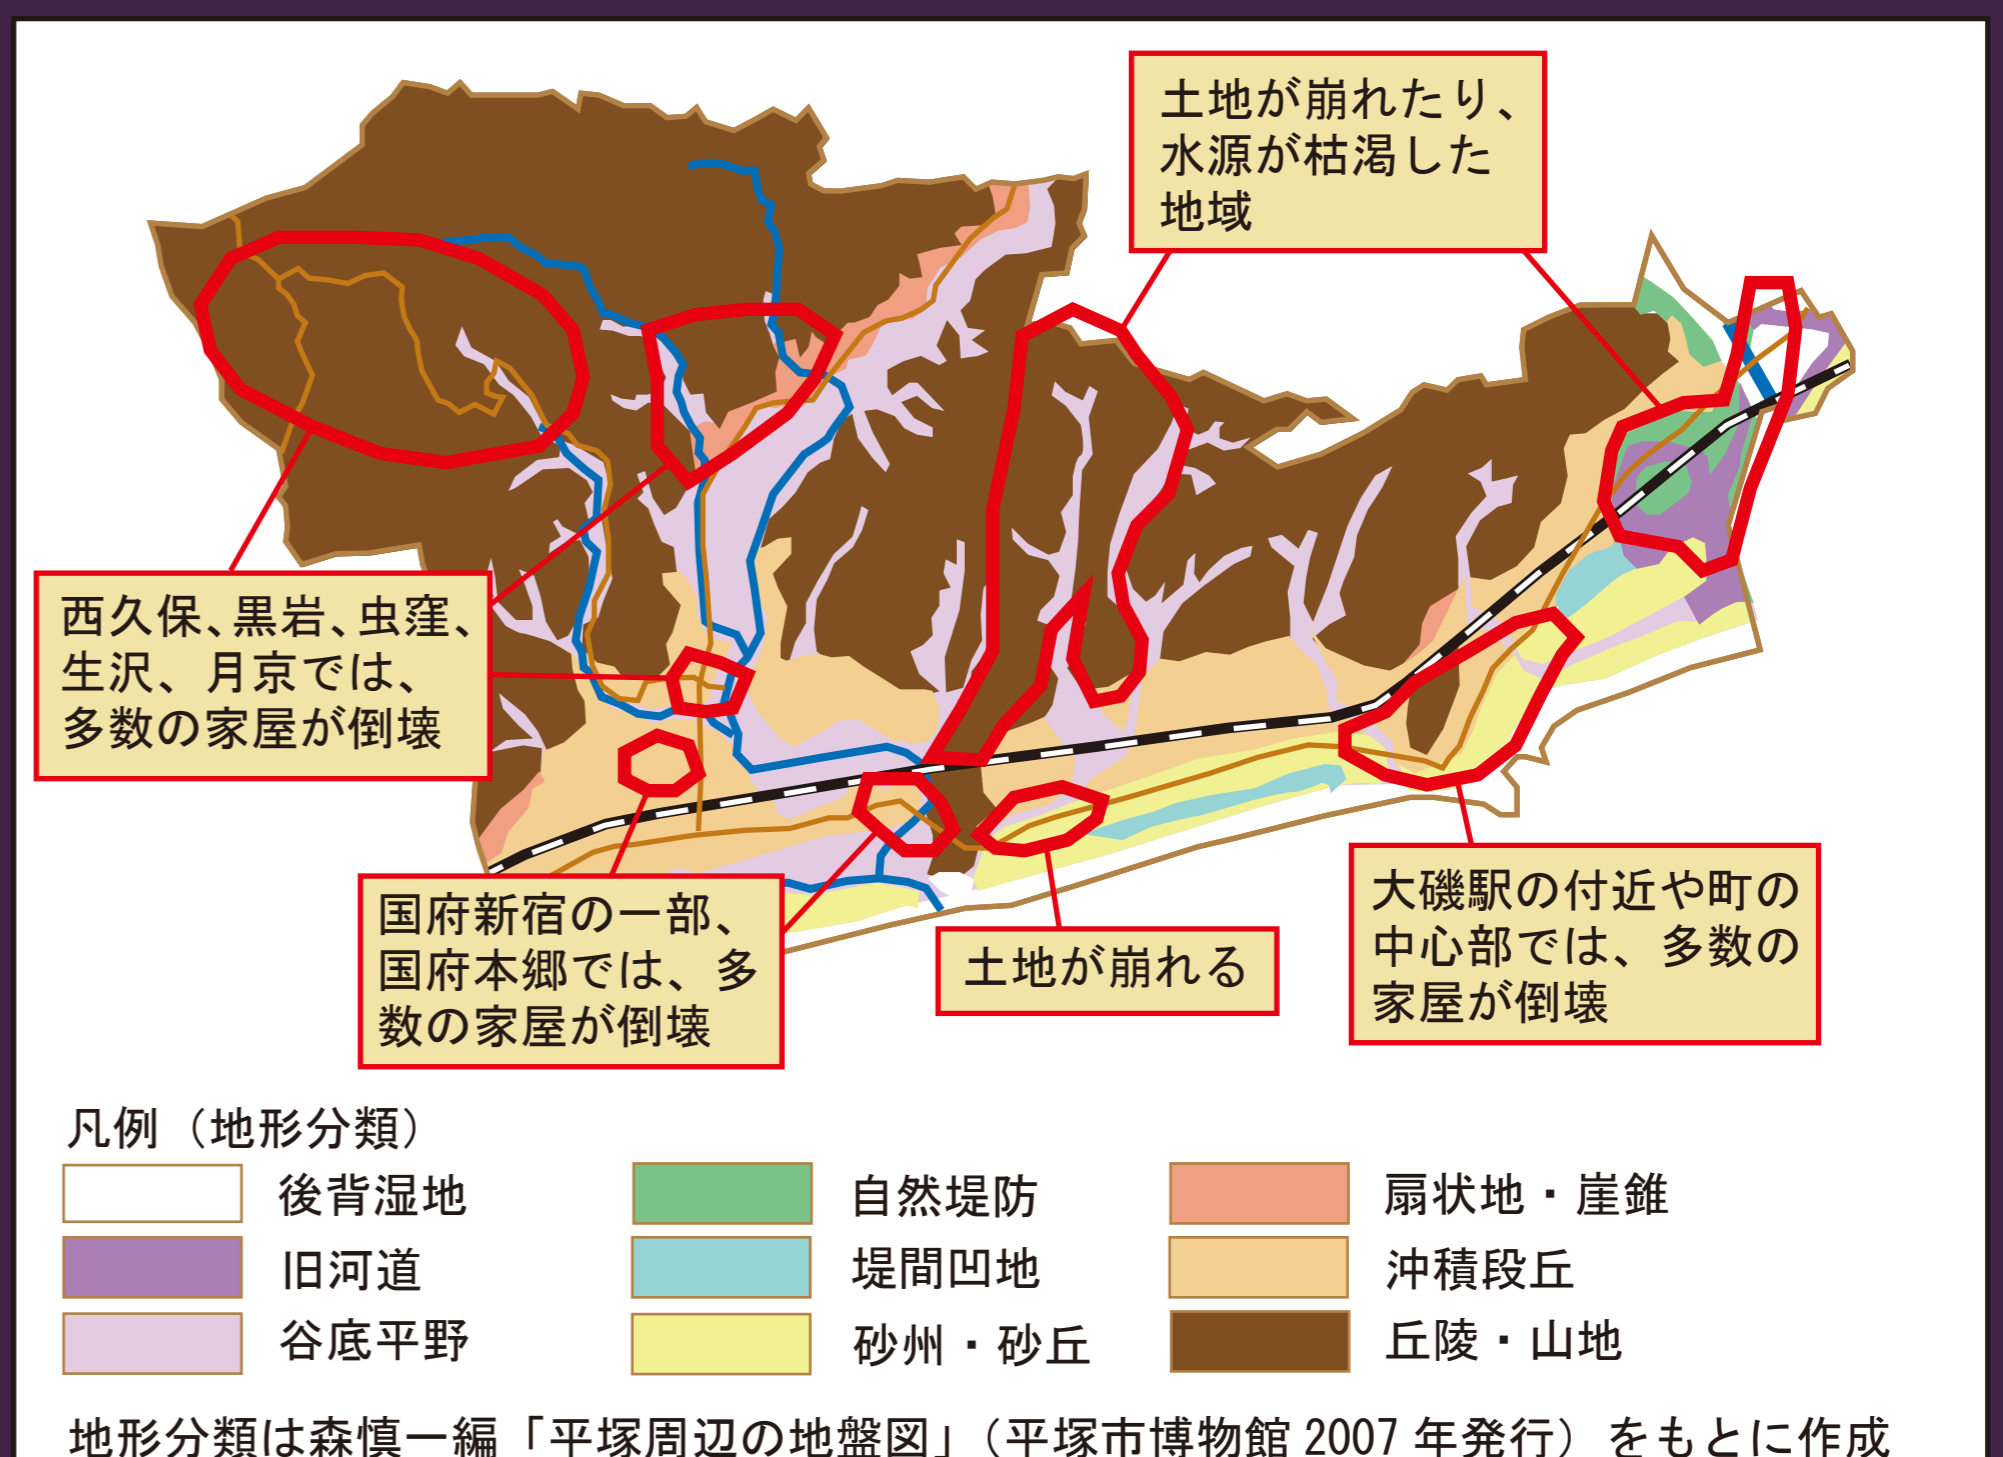 土地が崩れたり、
水源が枯渇した
地域
西久保、黒岩、虫窪、
生沢、月京では、
多数の家屋が倒壊
国府新宿の一部、
国府本郷では、多
数の家屋が倒壊
土地が崩れる
大磯駅の付近や町の
中心部では、多数の
家屋が倒壊
凡例（地形分類）
後背湿地
自然堤防
扇状地・崖錐
旧河道
堤間凹地
沖積段丘
谷底平野
砂州・砂丘
丘陵・山地
地形分類は森慎一編「平塚周辺の地盤図」（平塚市博物館 2007 年発行）をもとに作成